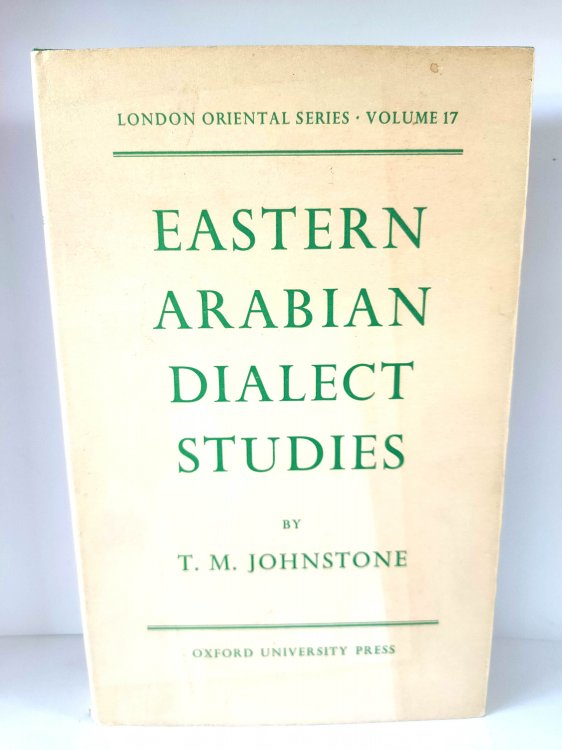 LONDON ORIENTAL SERIES · VOLUME 17
EASTERN
ARABIAN
DIALECT
STUDIES
BY
T. M. JOHNSTONE
OXFORD UNIVERSITY PRESS